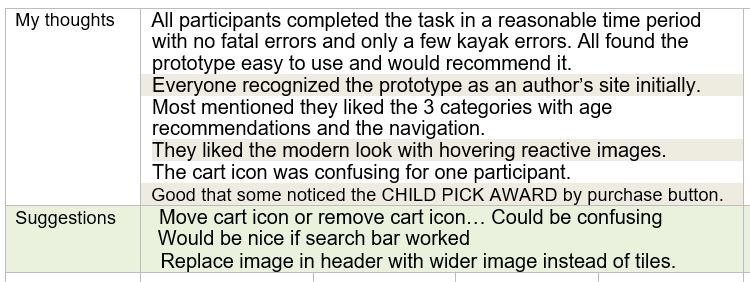 My thoughts
All participants completed the task in a reasonable time period
with no fatal errors and only a few kayak errors. All found the
prototype easy to use and would recommend it.
Everyone recognized the prototype as an author's site initially.
Most mentioned they liked the 3 categories with age
recommendations and the navigation.
They liked the modern look with hovering reactive images.
The cart icon was confusing for one participant.
Good that some noticed the CHILD PICK AWARD by purchase button.
Suggestions
Move cart icon or remove cart icon… Could be confusing
Would be nice if search bar worked
Replace image in header with wider image instead of tiles.